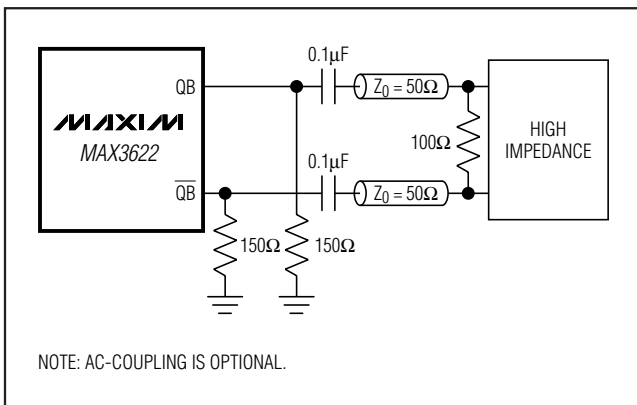 0.1µF
QB
Z0 = 50Ω
MAXIM
MAX3622
100Ω
HIGH
IMPEDANCE
0.1µF
QB
Z0 = 50Ω
150Ω
150Ω
NOTE: AC-COUPLING IS OPTIONAL.